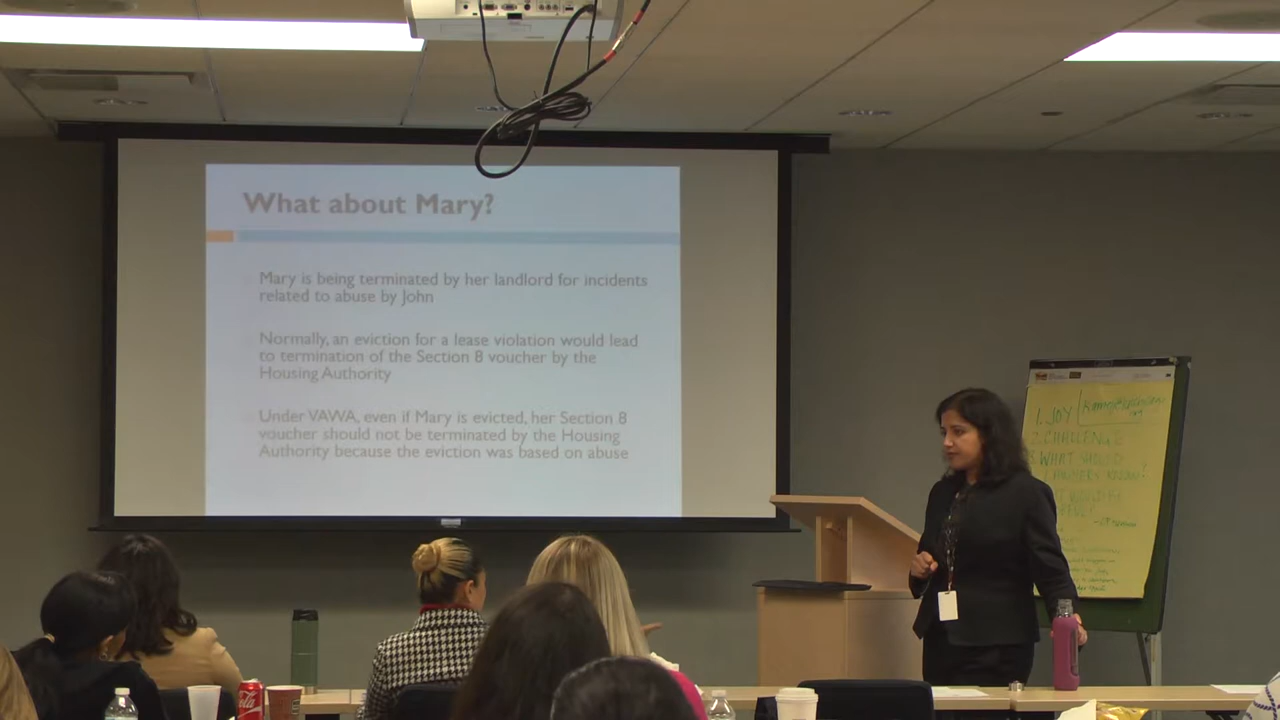 What about Mary?
Mary is being terminated by her landlord for incidents
related to abuse by John
Normally, an eviction for a lease violation would lead
to termination of the Section 8 voucher by the
Housing Authority
Under VAWA, even if Mary is evicted, her Section 8
voucher should not be terminated by the Housing
Authority because the eviction was based on abuse
1. JOY
2. CHALLENGE
3. WHAT SHOULD
LAWYERS KNOW?